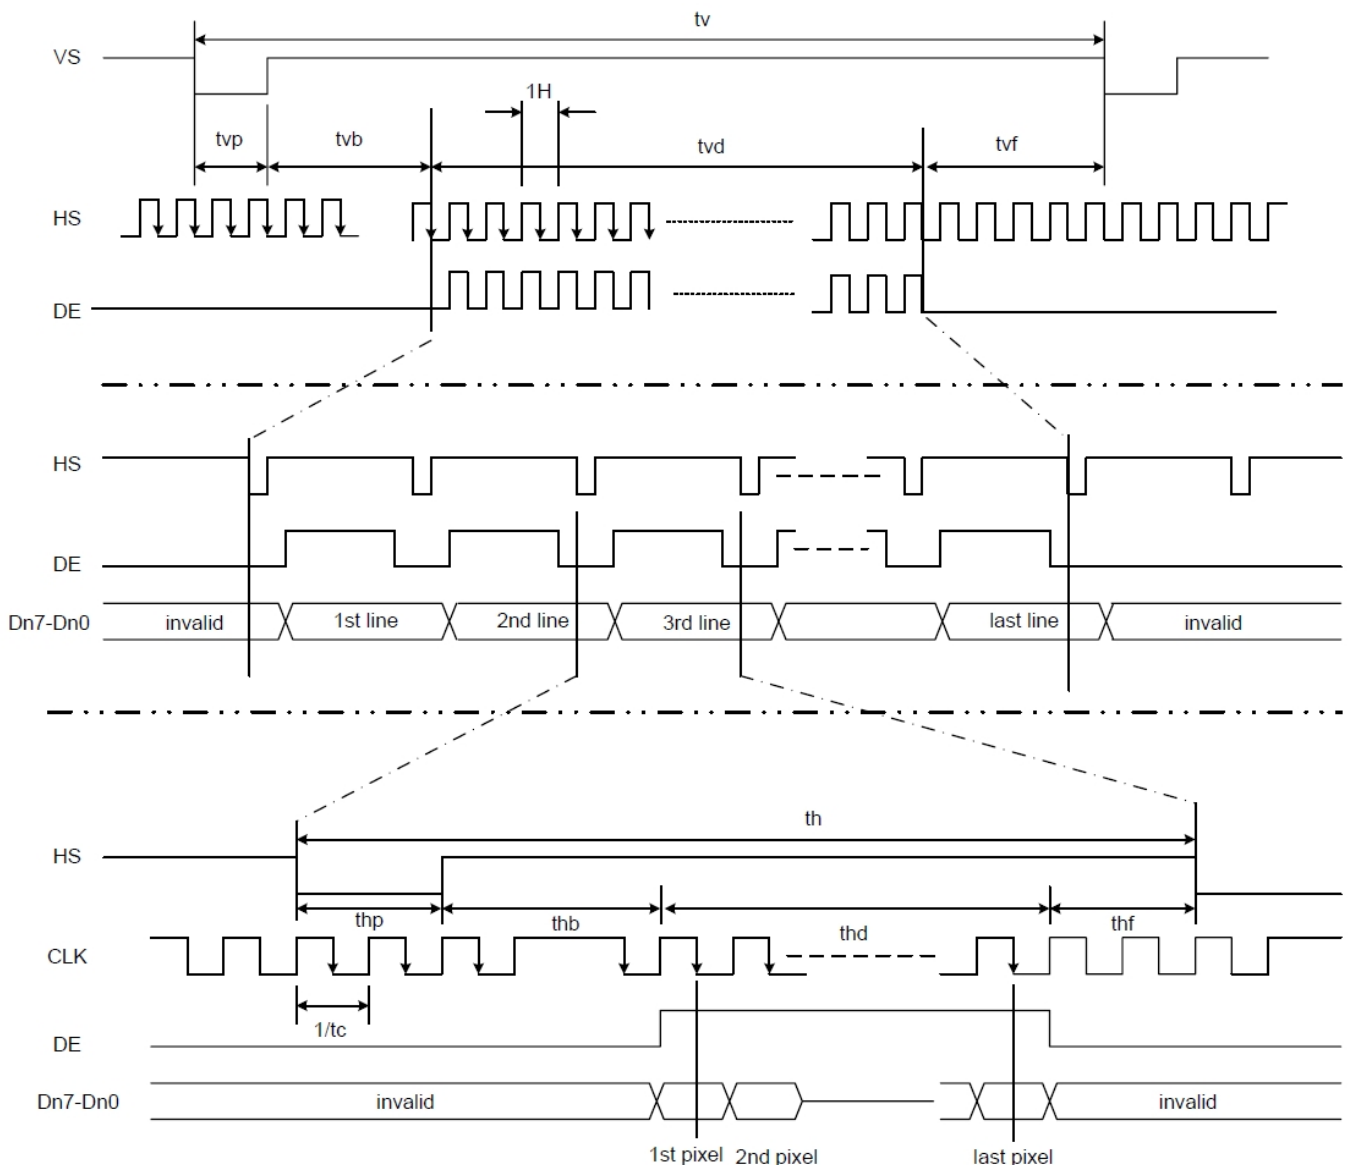 tv
VS
1H
tvp
tvb
tvd
tvf
HS
DE
HS
DE
Dn7-Dn0
invalid
1st line
2nd line
3rd line
last line
invalid
th
HS
thp
thb
thd
thf
CLK
1/tc
DE
Dn7-Dn0
invalid
invalid
1st pixel
2nd pixel
last pixel